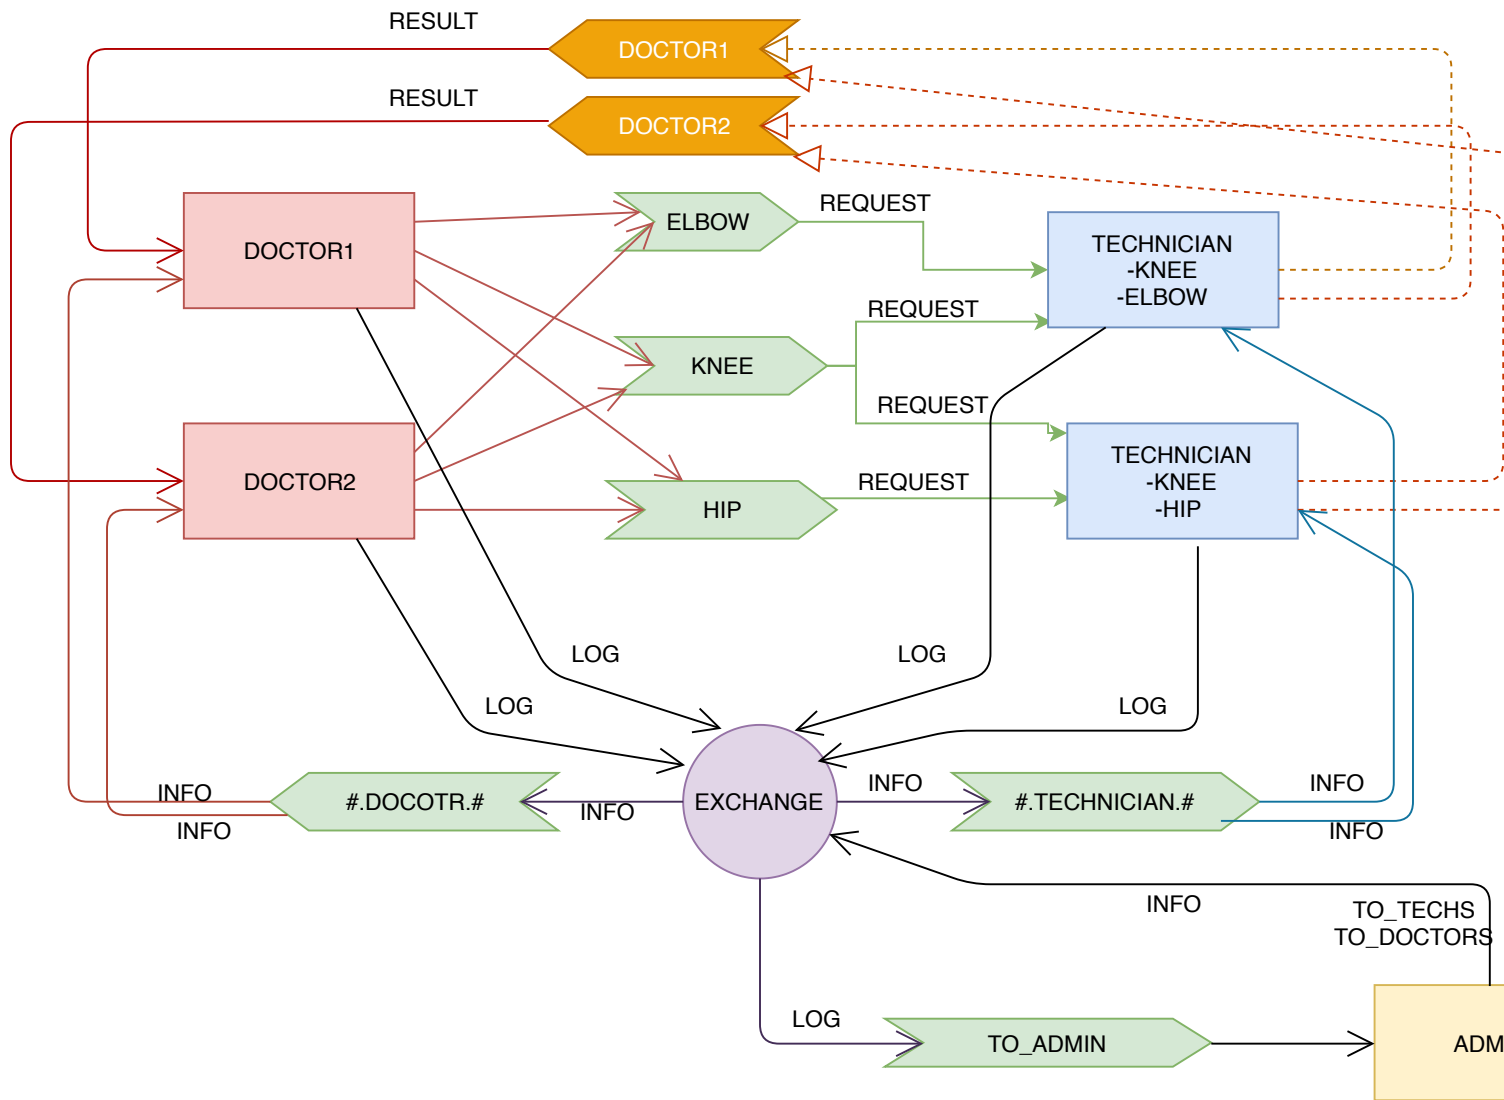 RESULT
DOCTOR1
RESULT
DOCTOR2
ELBOW
REQUEST
DOCTOR1
TECHNICIAN
-KNEE
-ELBOW
REQUEST
KNEE
REQUEST
DOCTOR2
TECHNICIAN
-KNEE
-HIP
REQUEST
HIP
LOG
LOG
LOG
LOG
INFO
#.DOCOTR.#
INFO
EXCHANGE
INFO
#.TECHNICIAN.#
INFO
INFO
INFO
INFO
TO_TECHS
TO_DOCTORS
LOG
TO_ADMIN
ADM